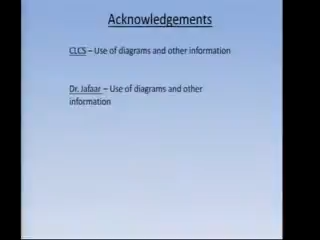 Acknowledgements
CLCS – Use of diagrams and other information
Dr. Jafaar – Use of diagrams and other
information